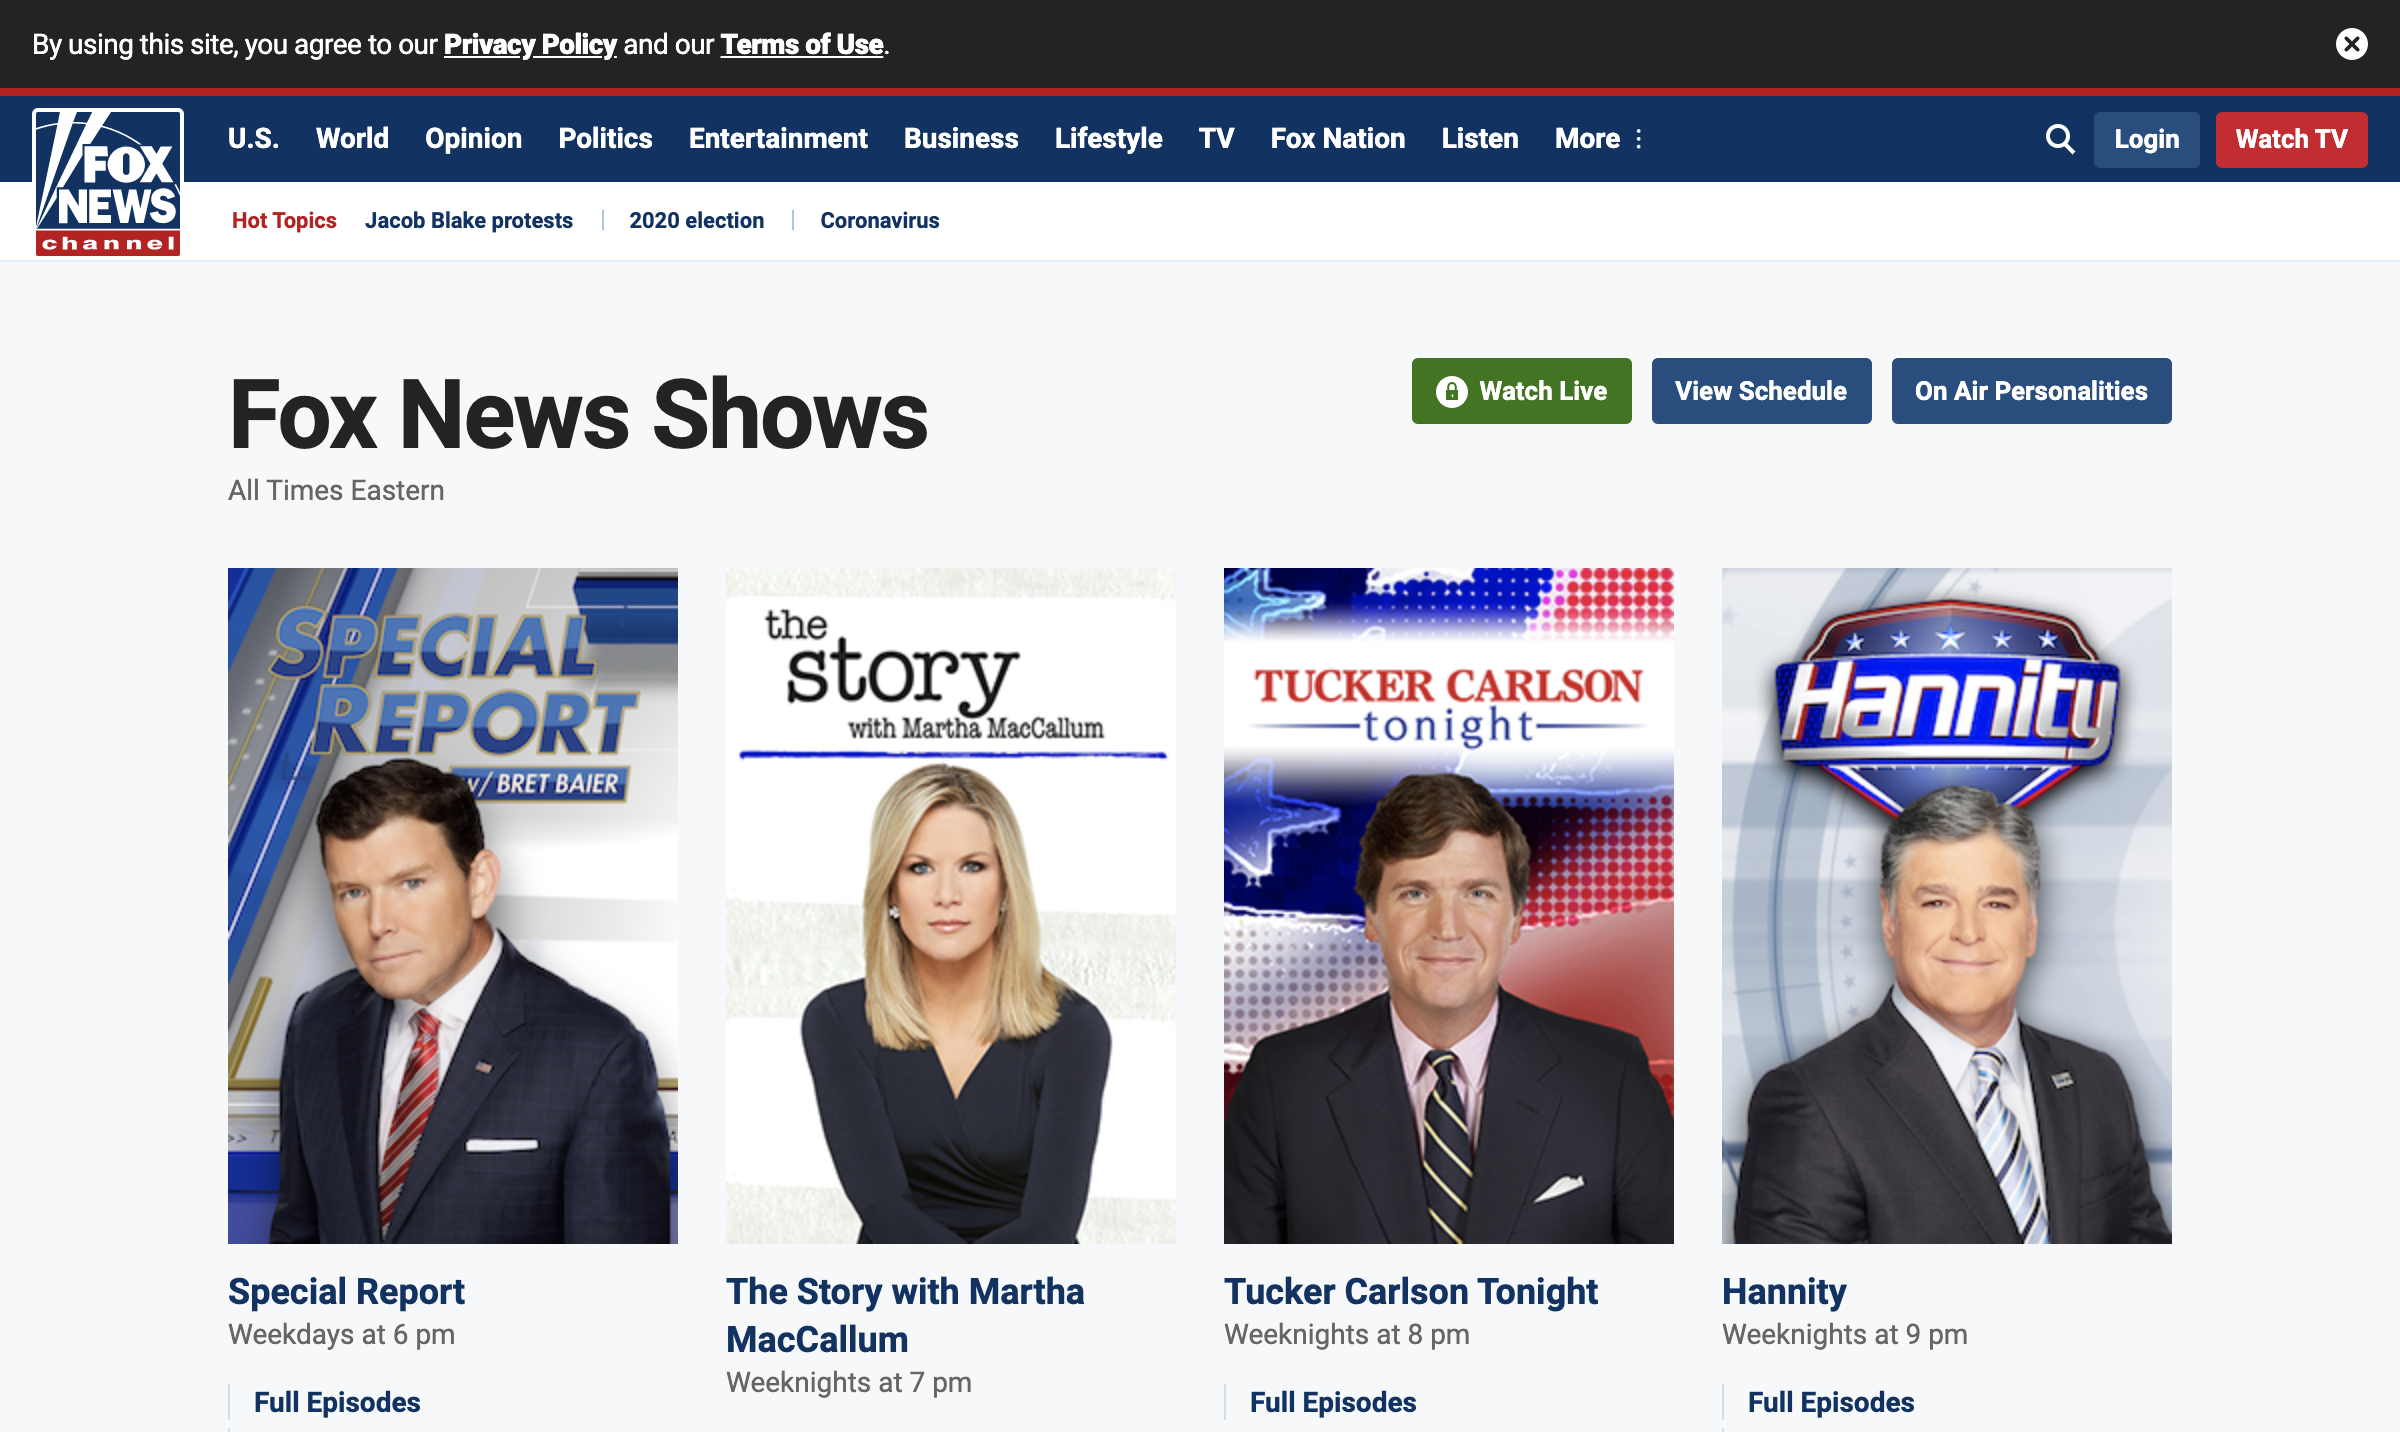 By using this site, you agree to our Privacy Policy and our Terms of Use.
FOX
NEWS
channel
U.S. World Opinion Politics Entertainment Business Lifestyle TV Fox Nation Listen More
Login
Watch TV
Hot Topics Jacob Blake protests 2020 election Coronavirus
Fox News Shows
All Times Eastern
Watch Live
View Schedule
On Air Personalities
SPECIAL
REPORT
w/ BRET BAIER
the
story
with Martha MacCallum
TUCKER CARLSON
tonight
Hannity
Special Report
Weekdays at 6 pm
Full Episodes
The Story with Martha
MacCallum
Weeknights at 7 pm
Tucker Carlson Tonight
Weeknights at 8 pm
Full Episodes
Hannity
Weeknights at 9 pm
Full Episodes